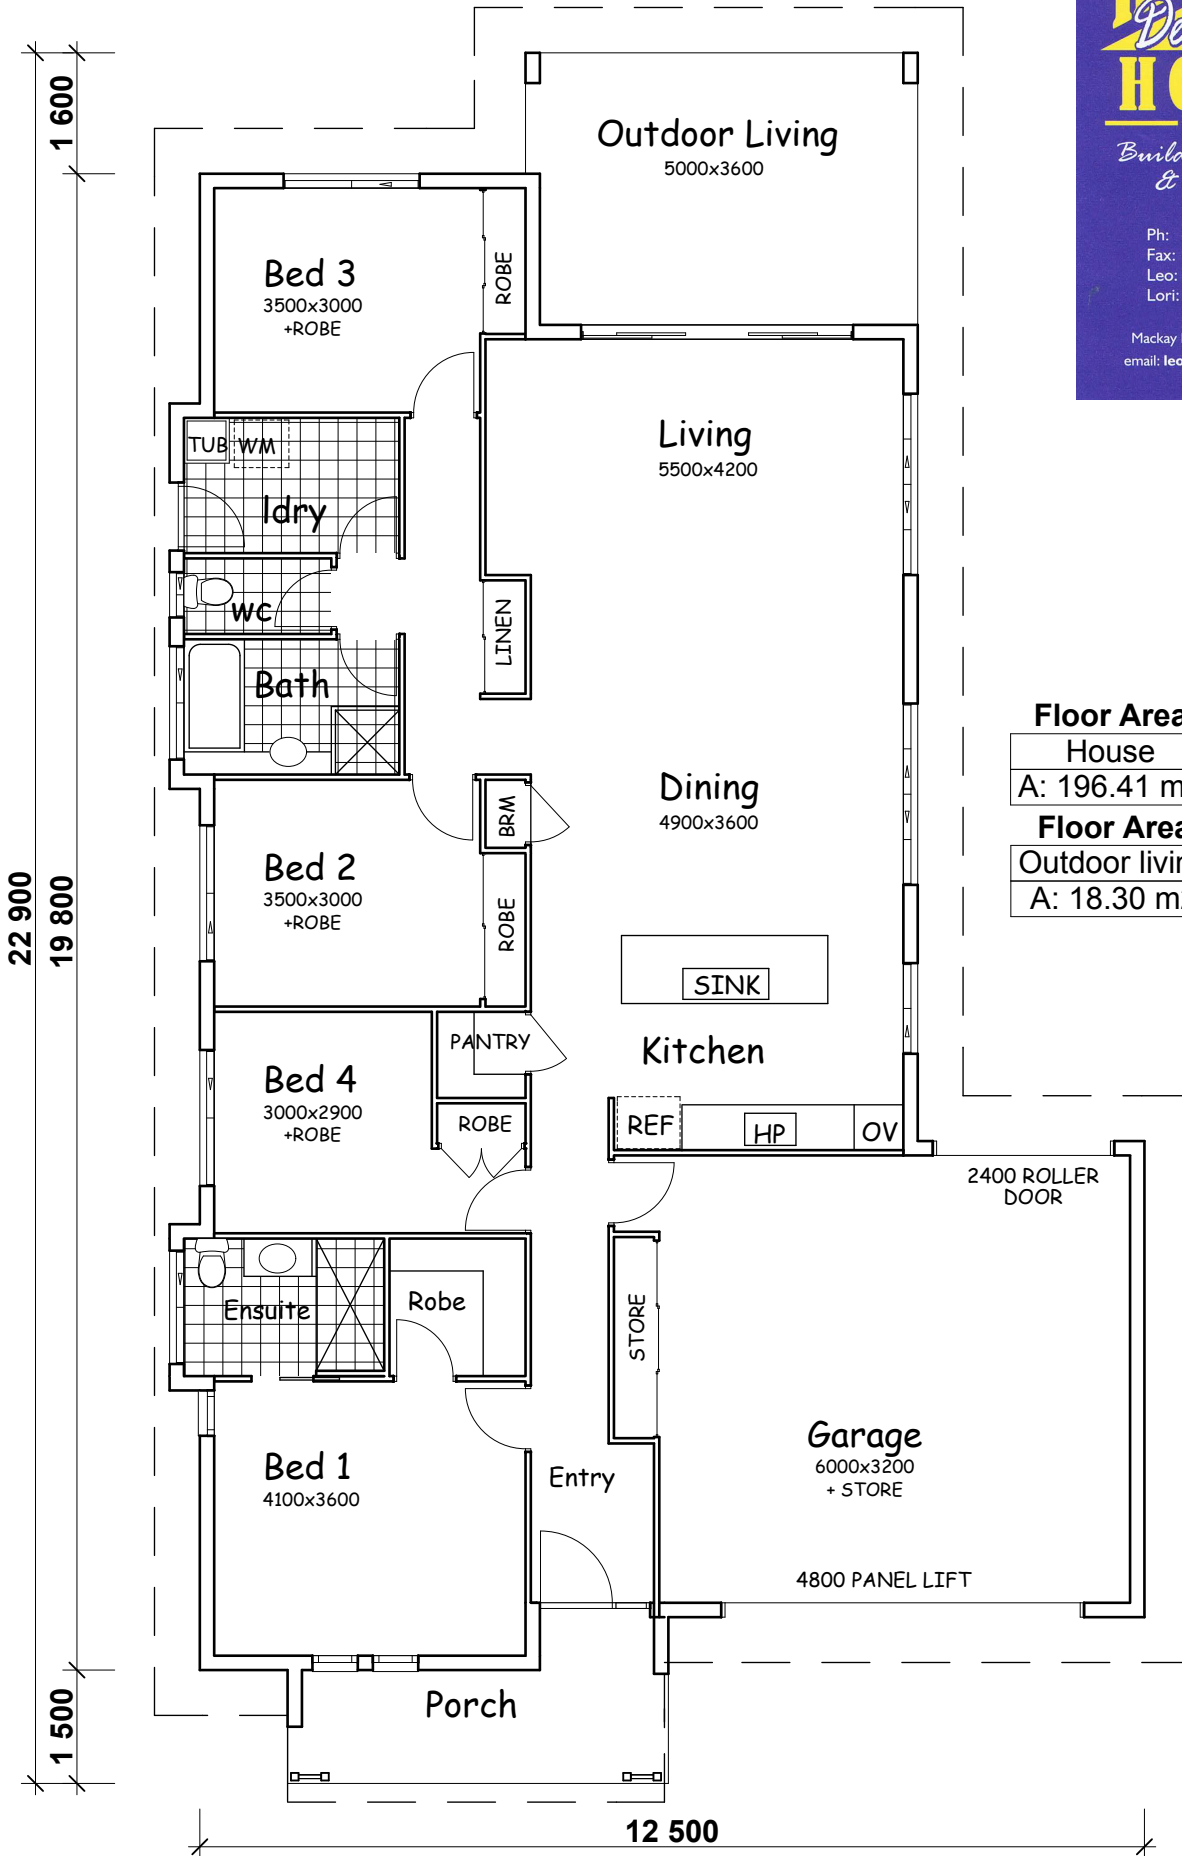 1 600
Outdoor Living
5000x3600
HO
Build
&
Ph:
Fax:
Leo:
Lori:
Mackay
email: leo
Bed 3
3500x3000
+ROBE
ROBE
Living
5500x4200
TUB WM
ldry
WC
LINEN
Bath
Floor Area
House
A: 196.41 m
Floor Area
Outdoor livin
A: 18.30 m
Dining
4900x3600
BRM
Bed 2
3500x3000
+ROBE
ROBE
22 900
19 800
SINK
Kitchen
PANTRY
Bed 4
3000x2900
+ROBE
ROBE
REF
HP
OV
2400 ROLLER
DOOR
Ensuite
Robe
STORE
Garage
6000x3200
+ STORE
Bed 1
4100x3600
Entry
4800 PANEL LIFT
Porch
1 500
12 500